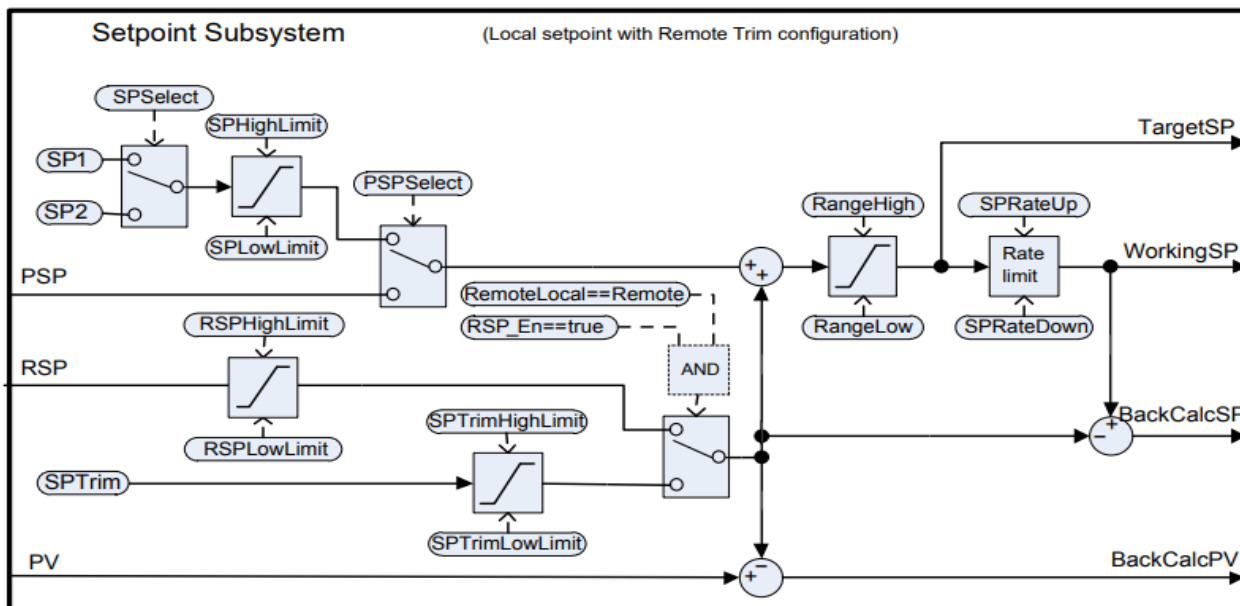 Setpoint Subsystem
(Local setpoint with Remote Trim configuration)
SPSelect
SPHighLimit
TargetSP
SP1
PSPSelect
RangeHigh
SPRateUp
SP2
SPLowLimit
Rate
limit
WorkingSP
PSP
+
+
RemoteLocal==Remote
RSPHighLimit
RSP_En==true
RangeLow
SPRateDown
RSP
AND
SPTrimHighLimit
BackCalcSP
+
−
RSPLowLimit
SPTrim
SPTrimLowLimit
PV
BackCalcPV
−
+